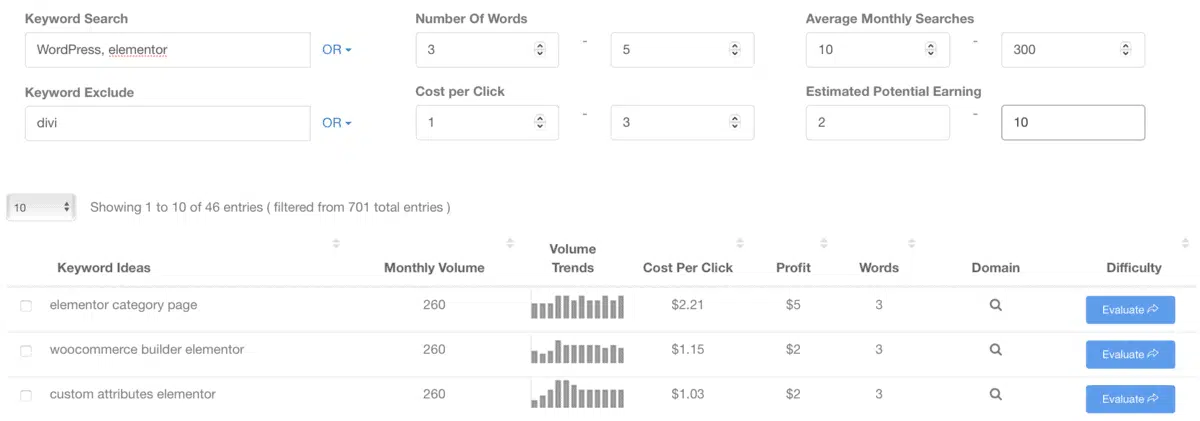 Keyword Search Number Of Words Average Monthly Searches
WordPress, elementor OR 3 - 5 10 - 300
Keyword Exclude Cost per Click Estimated Potential Earning
divi OR 1 - 3 2 - 10
10 Showing 1 to 10 of 46 entries ( filtered from 701 total entries )
Keyword Ideas Monthly Volume Volume Trends Cost Per Click Profit Words Domain Difficulty
elementor category page 260 $2.21 $5 3 Evaluate
woocommerce builder elementor 260 $1.15 $2 3 Evaluate
custom attributes elementor 260 $1.03 $2 3 Evaluate